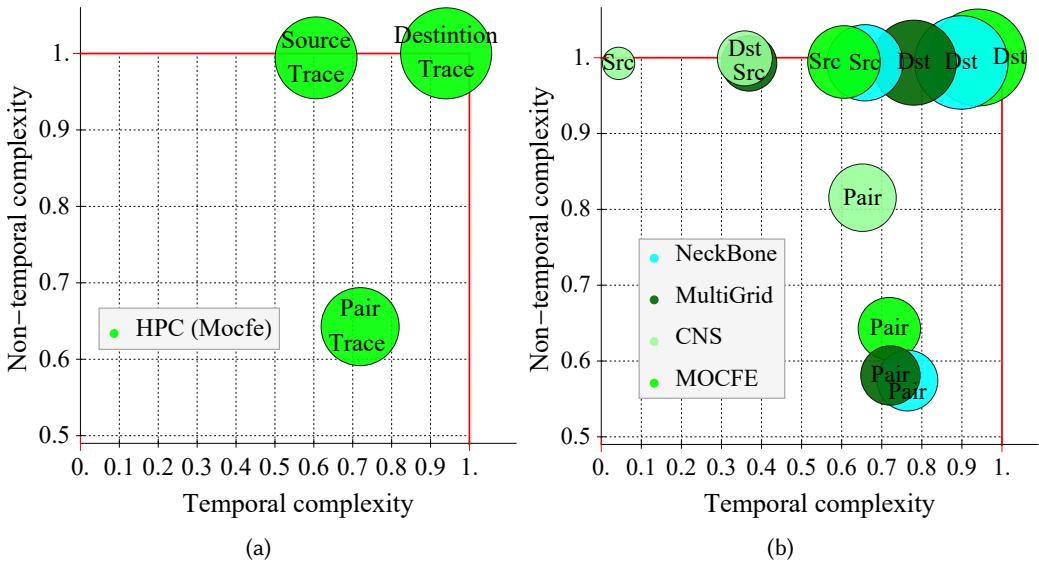 Non−temporal complexity
1.
0.9
0.8
0.7
0.6
0.5
Source
Trace
Destintion
Trace
Pair
Trace
HPC (Mocfe)
0. 0.1 0.2 0.3 0.4 0.5 0.6 0.7 0.8 0.9 1.
Temporal complexity
(a)
Non−temporal complexity
1.
0.9
0.8
0.7
0.6
0.5
Src
Dst
Src
Src
Src
Dst
Dst
Dst
Pair
Pair
Pair
Pair
NeckBone
MultiGrid
CNS
MOCFE
0. 0.1 0.2 0.3 0.4 0.5 0.6 0.7 0.8 0.9 1.
Temporal complexity
(b)